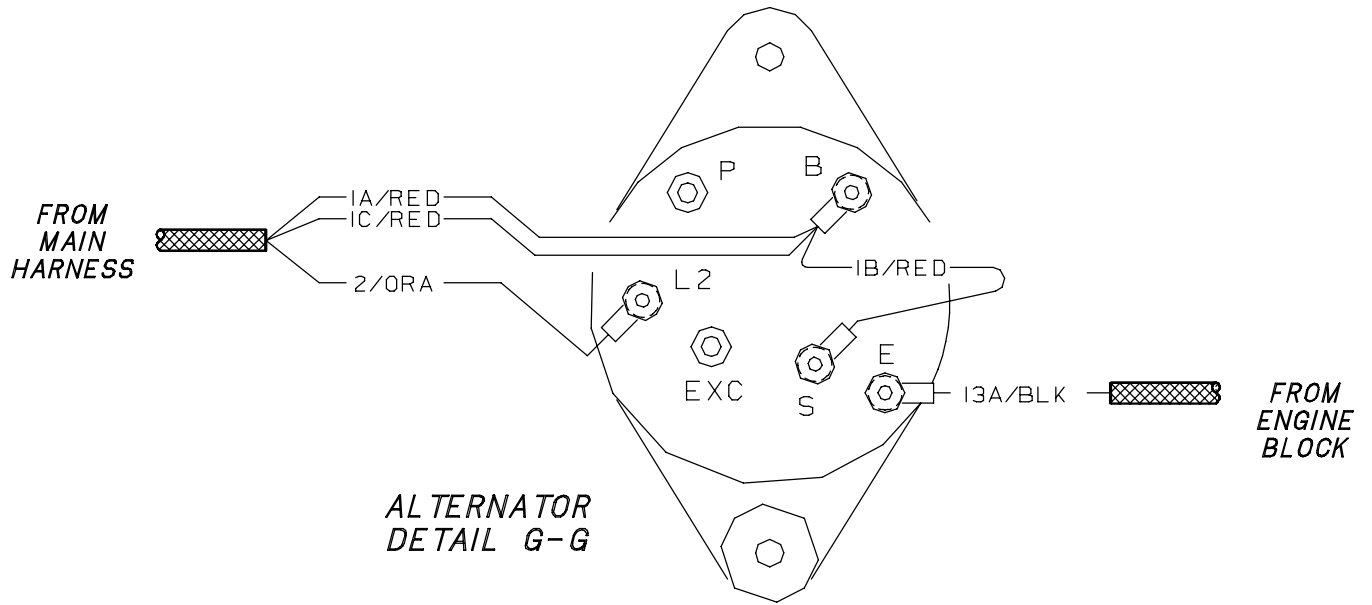 P
B
1A/RED
1C/RED
FROM
MAIN
HARNESS
1B/RED
2/ORA
L2
E
EXC
S
13A/BLK
FROM
ENGINE
BLOCK
ALTERNATOR
DETAIL G-G